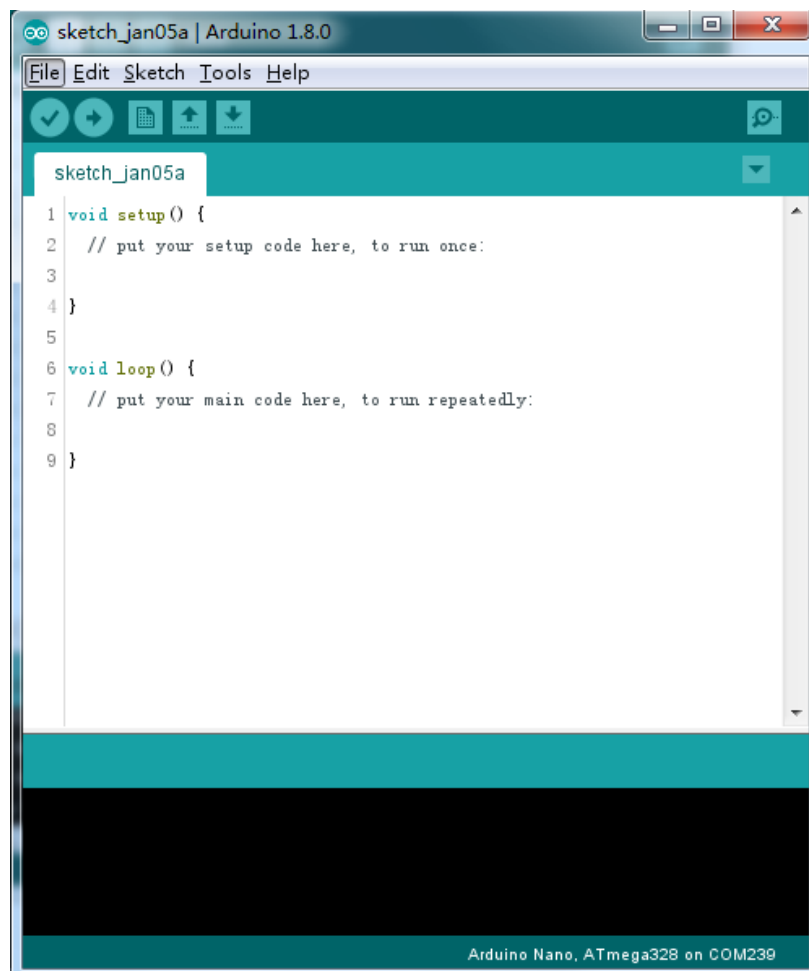 sketch_jan05a | Arduino 1.8.0
File Edit Sketch Tools Help
sketch_jan05a
1 void setup() {
2 // put your setup code here, to run once:
3
4 }
5
6 void loop() {
7 // put your main code here, to run repeatedly:
8
9 }
Arduino Nano, ATmega328 on COM239